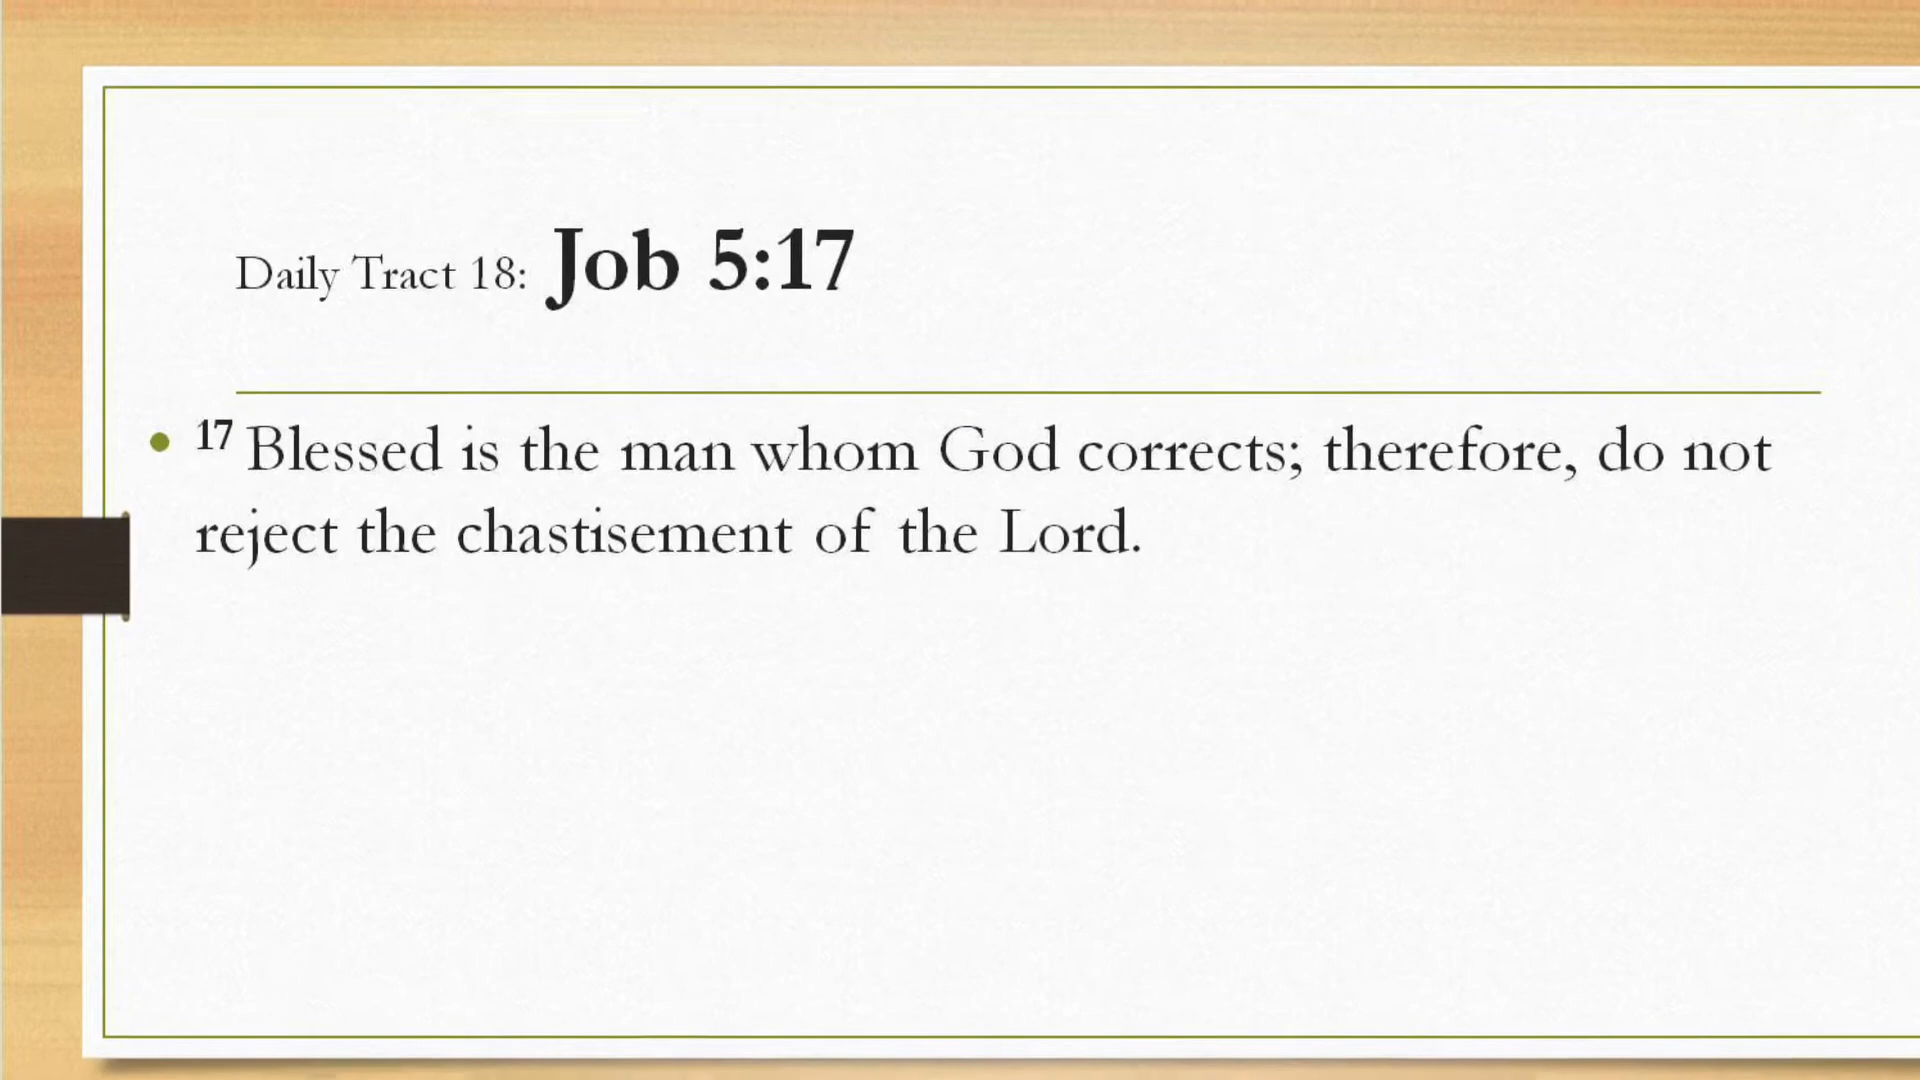 Daily Tract 18: Job 5:17
• 17 Blessed is the man whom God corrects; therefore, do not
reject the chastisement of the Lord.